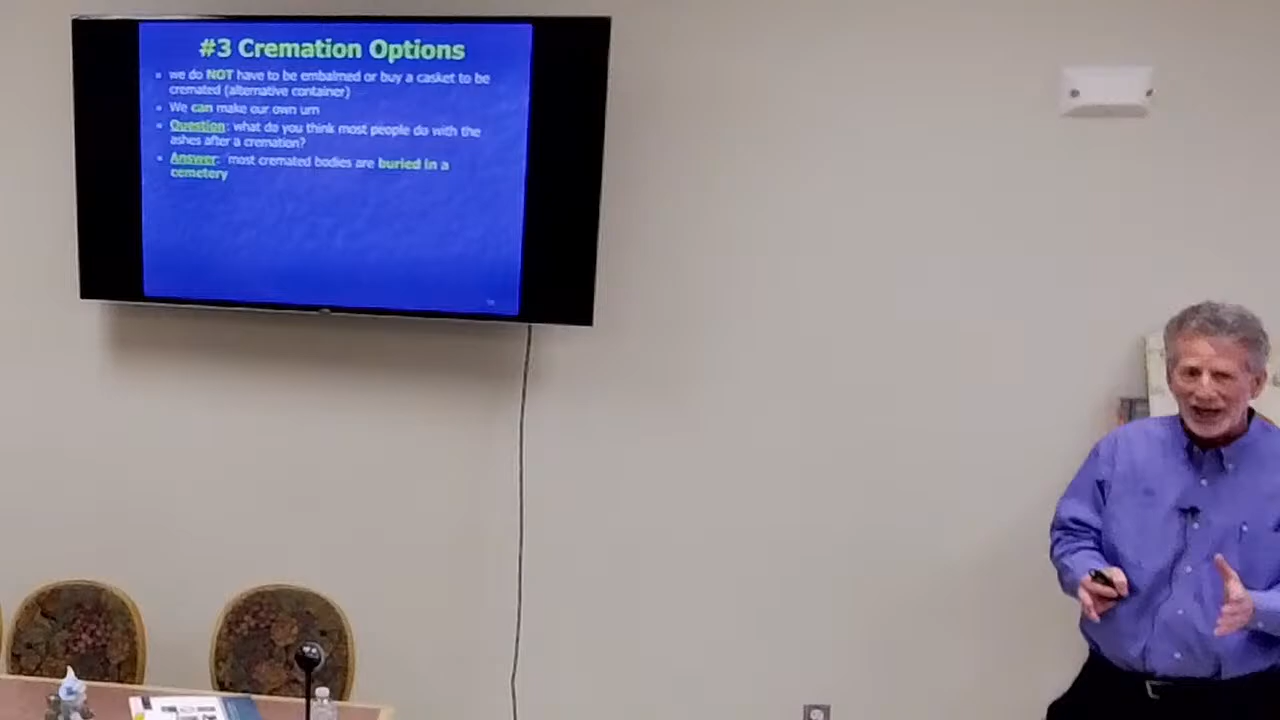 #3 Cremation Options
we do NOT have to be embalmed or buy a casket to be
cremated (alternative container)
We can make our own urn
Question: what do you think most people do with the
ashes after a cremation?
Answer: most cremated bodies are buried in a
cemetery